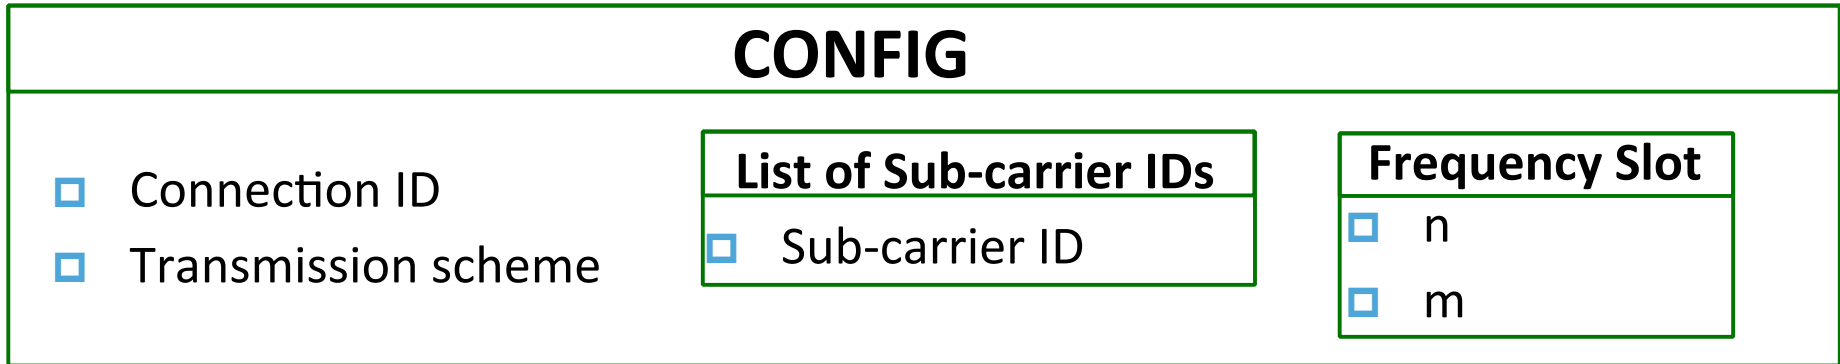 CONFIG
Connection ID
Transmission scheme
List of Sub-carrier IDs
Sub-carrier ID
Frequency Slot
n
m